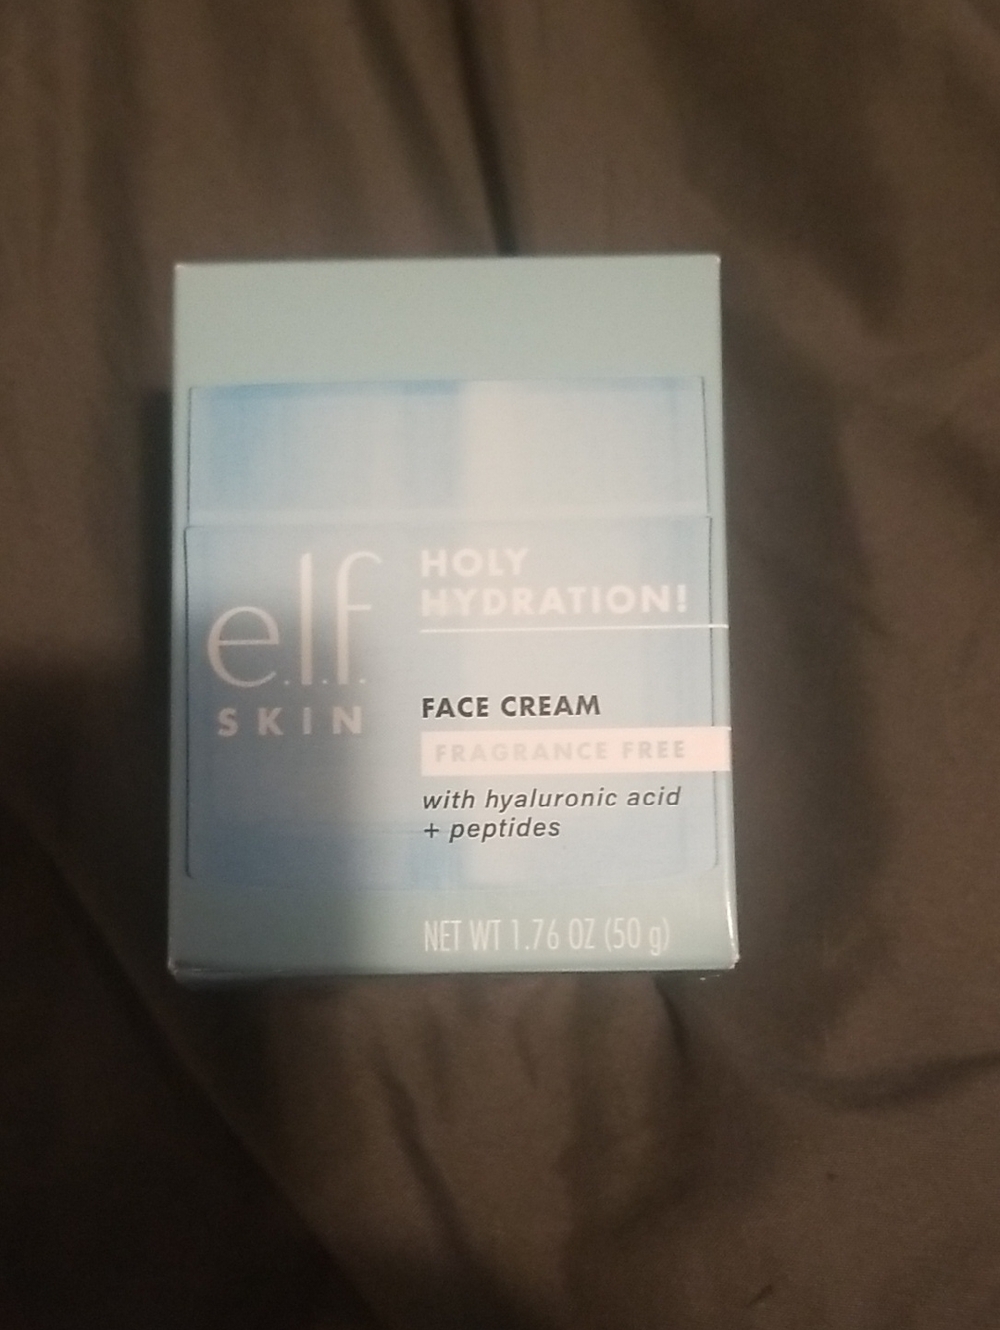 e.l.f.
SKIN
HOLY
HYDRATION!
FACE CREAM
FRAGRANCE FREE
with hyaluronic acid
+ peptides
NET WT 1.76 OZ (50 g)